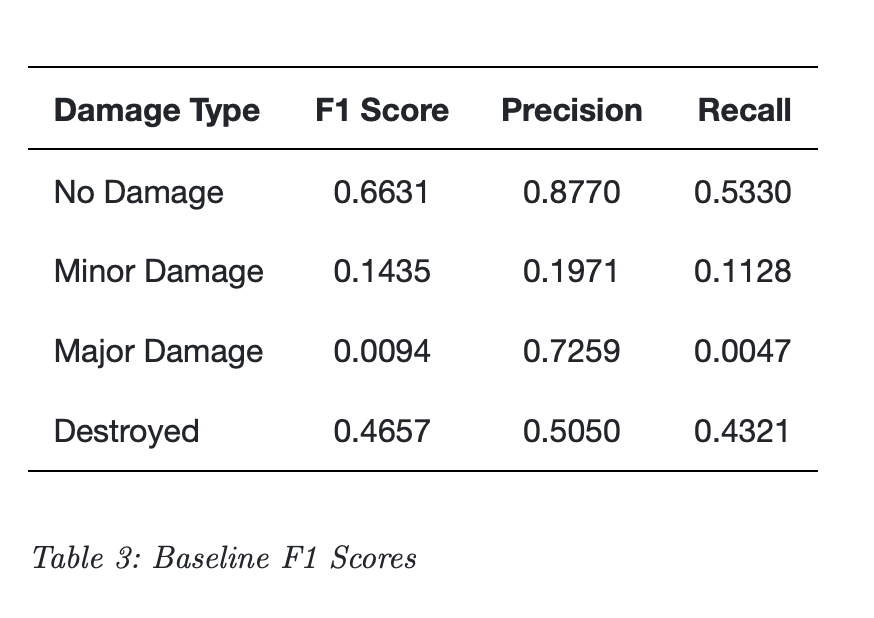 Damage Type F1 Score Precision Recall
No Damage 0.6631 0.8770 0.5330
Minor Damage 0.1435 0.1971 0.1128
Major Damage 0.0094 0.7259 0.0047
Destroyed 0.4657 0.5050 0.4321
Table 3: Baseline F1 Scores